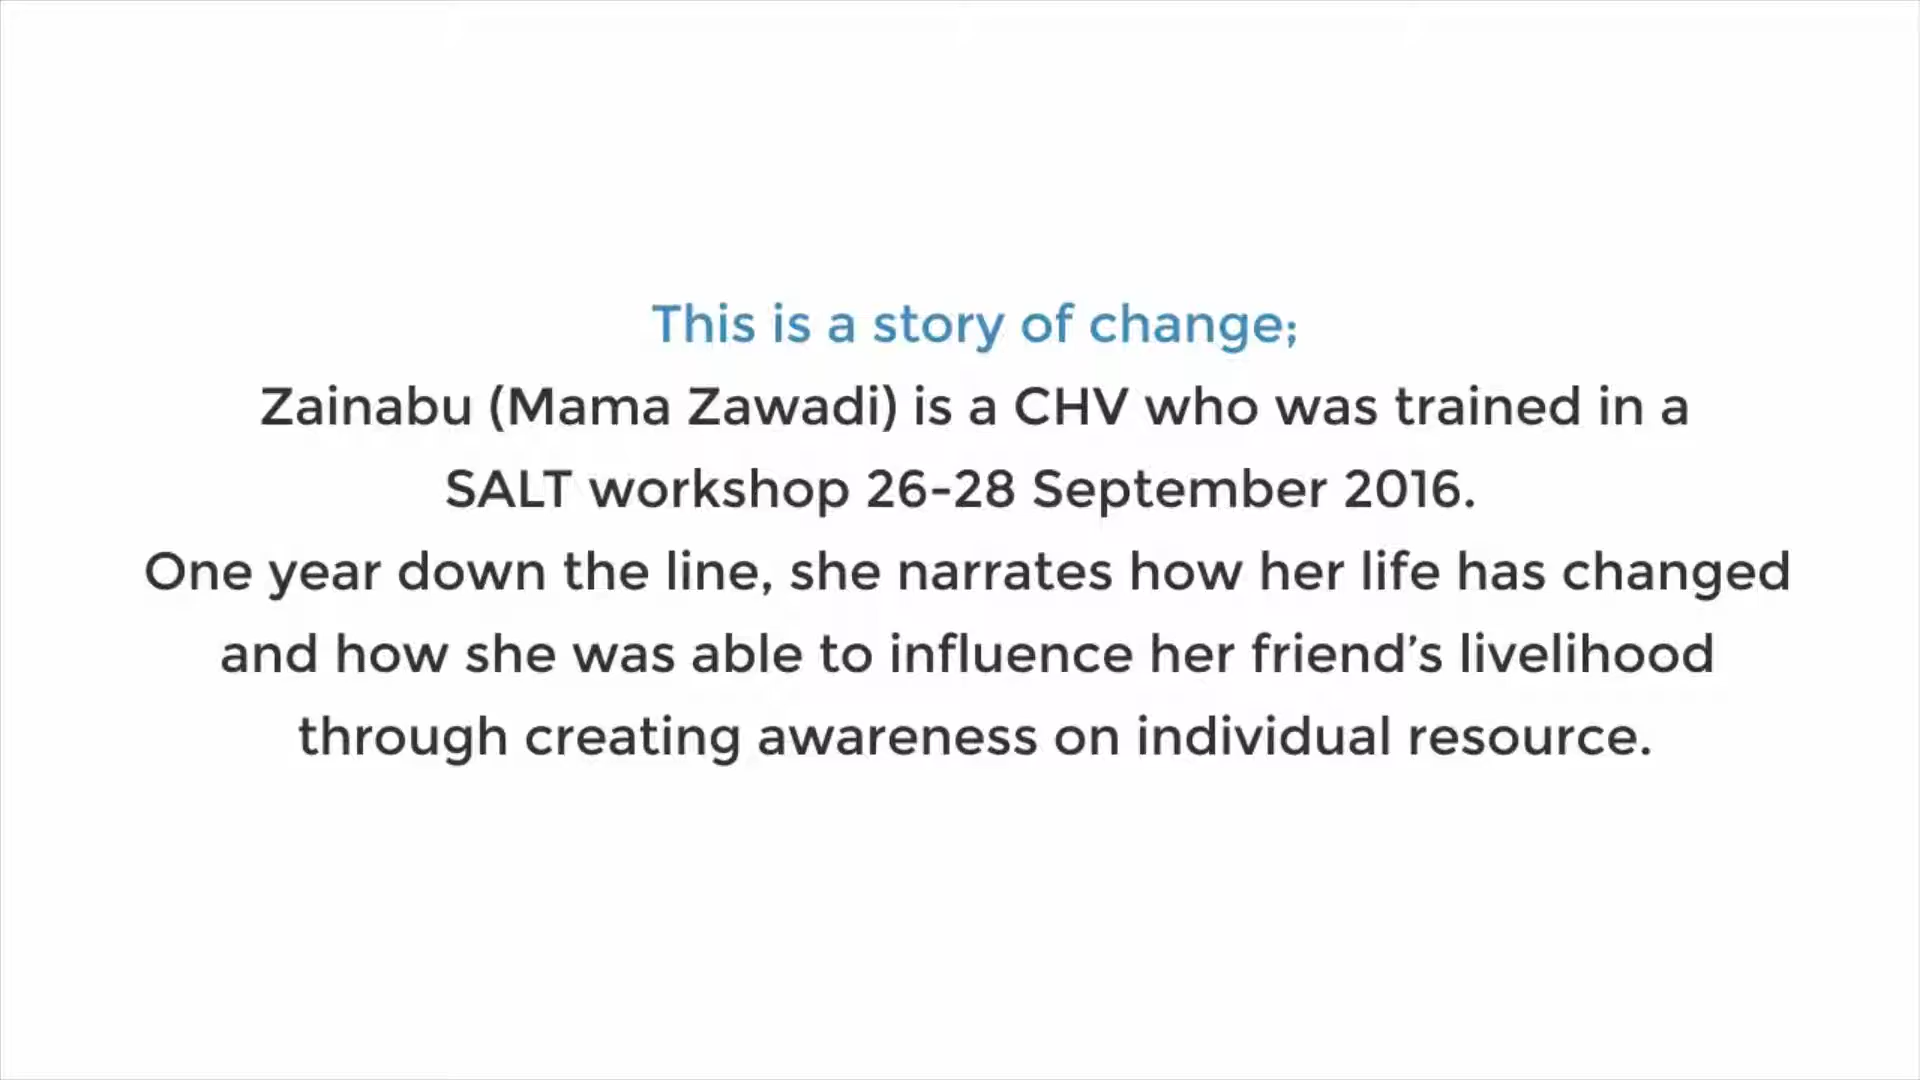 This is a story of change;
Zainabu (Mama Zawadi) is a CHV who was trained in a
SALT workshop 26-28 September 2016.
One year down the line, she narrates how her life has changed
and how she was able to influence her friend’s livelihood
through creating awareness on individual resource.